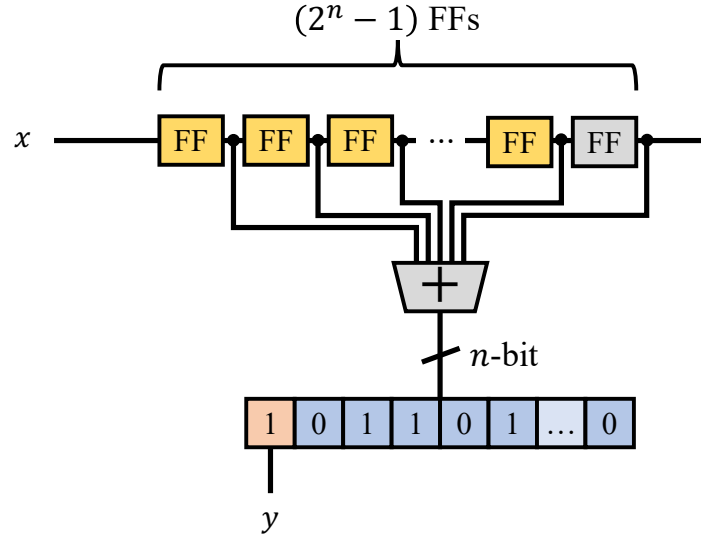 (2ⁿ − 1) FFs
x FF FF FF ... FF FF
+
n-bit
1 0 1 1 0 1 ... 0
y